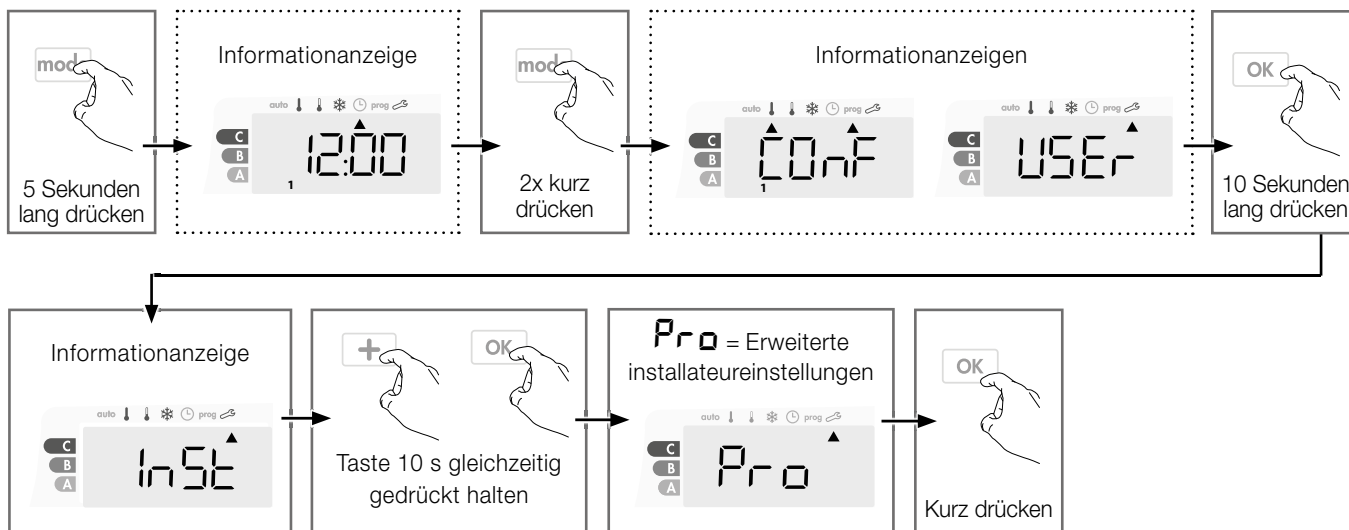 mod
5 Sekunden
lang drücken
Informationanzeige
auto prog
C
B
A
12:00
1
mod
2x kurz
drücken
Informationanzeigen
auto prog
C
B
A
COnF
1
auto prog
C
B
A
USEr
OK
10 Sekunden
lang drücken
Informationanzeige
auto prog
C
B
A
InSt
+ OK
Taste 10 s gleichzeitig
gedrückt halten
Pro = Erweiterte
installateureinstellungen
auto prog
C
B
A
Pro
OK
Kurz drücken